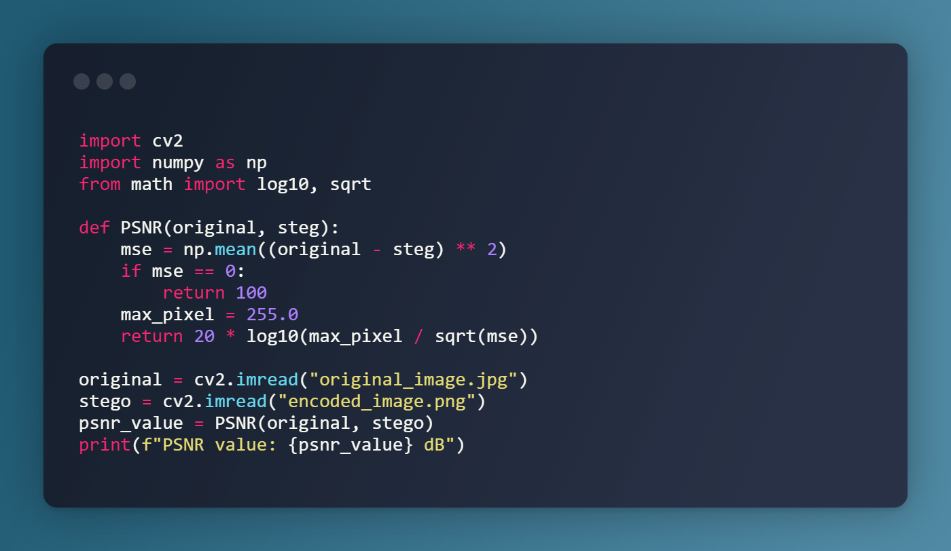 import cv2
import numpy as np
from math import log10, sqrt

def PSNR(original, steg):
    mse = np.mean((original - steg) ** 2)
    if mse == 0:
        return 100
    max_pixel = 255.0
    return 20 * log10(max_pixel / sqrt(mse))

original = cv2.imread("original_image.jpg")
stego = cv2.imread("encoded_image.png")
psnr_value = PSNR(original, stego)
print(f"PSNR value: {psnr_value} dB")